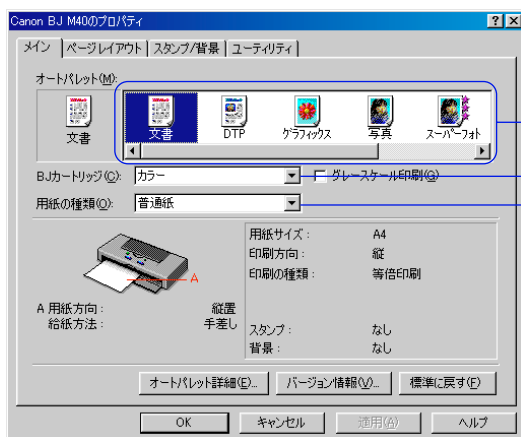 Canon BJ M40のプロパティ
メイン ページレイアウト スタンプ/背景 ユーティリティ
オートパレット(M):
文書 文書 DTP グラフィックス 写真 スーパーフォト
BJカートリッジ(C): カラー グレースケール印刷(G)
用紙の種類(O): 普通紙
用紙サイズ: A4
印刷方向: 縦
印刷の種類: 等倍印刷
A
A 用紙方向: 縦置
給紙方法: 手差し
スタンプ: なし
背景: なし
オートパレット詳細(E)... バージョン情報(V)... 標準に戻す(F)
OK キャンセル 適用(A) ヘルプ